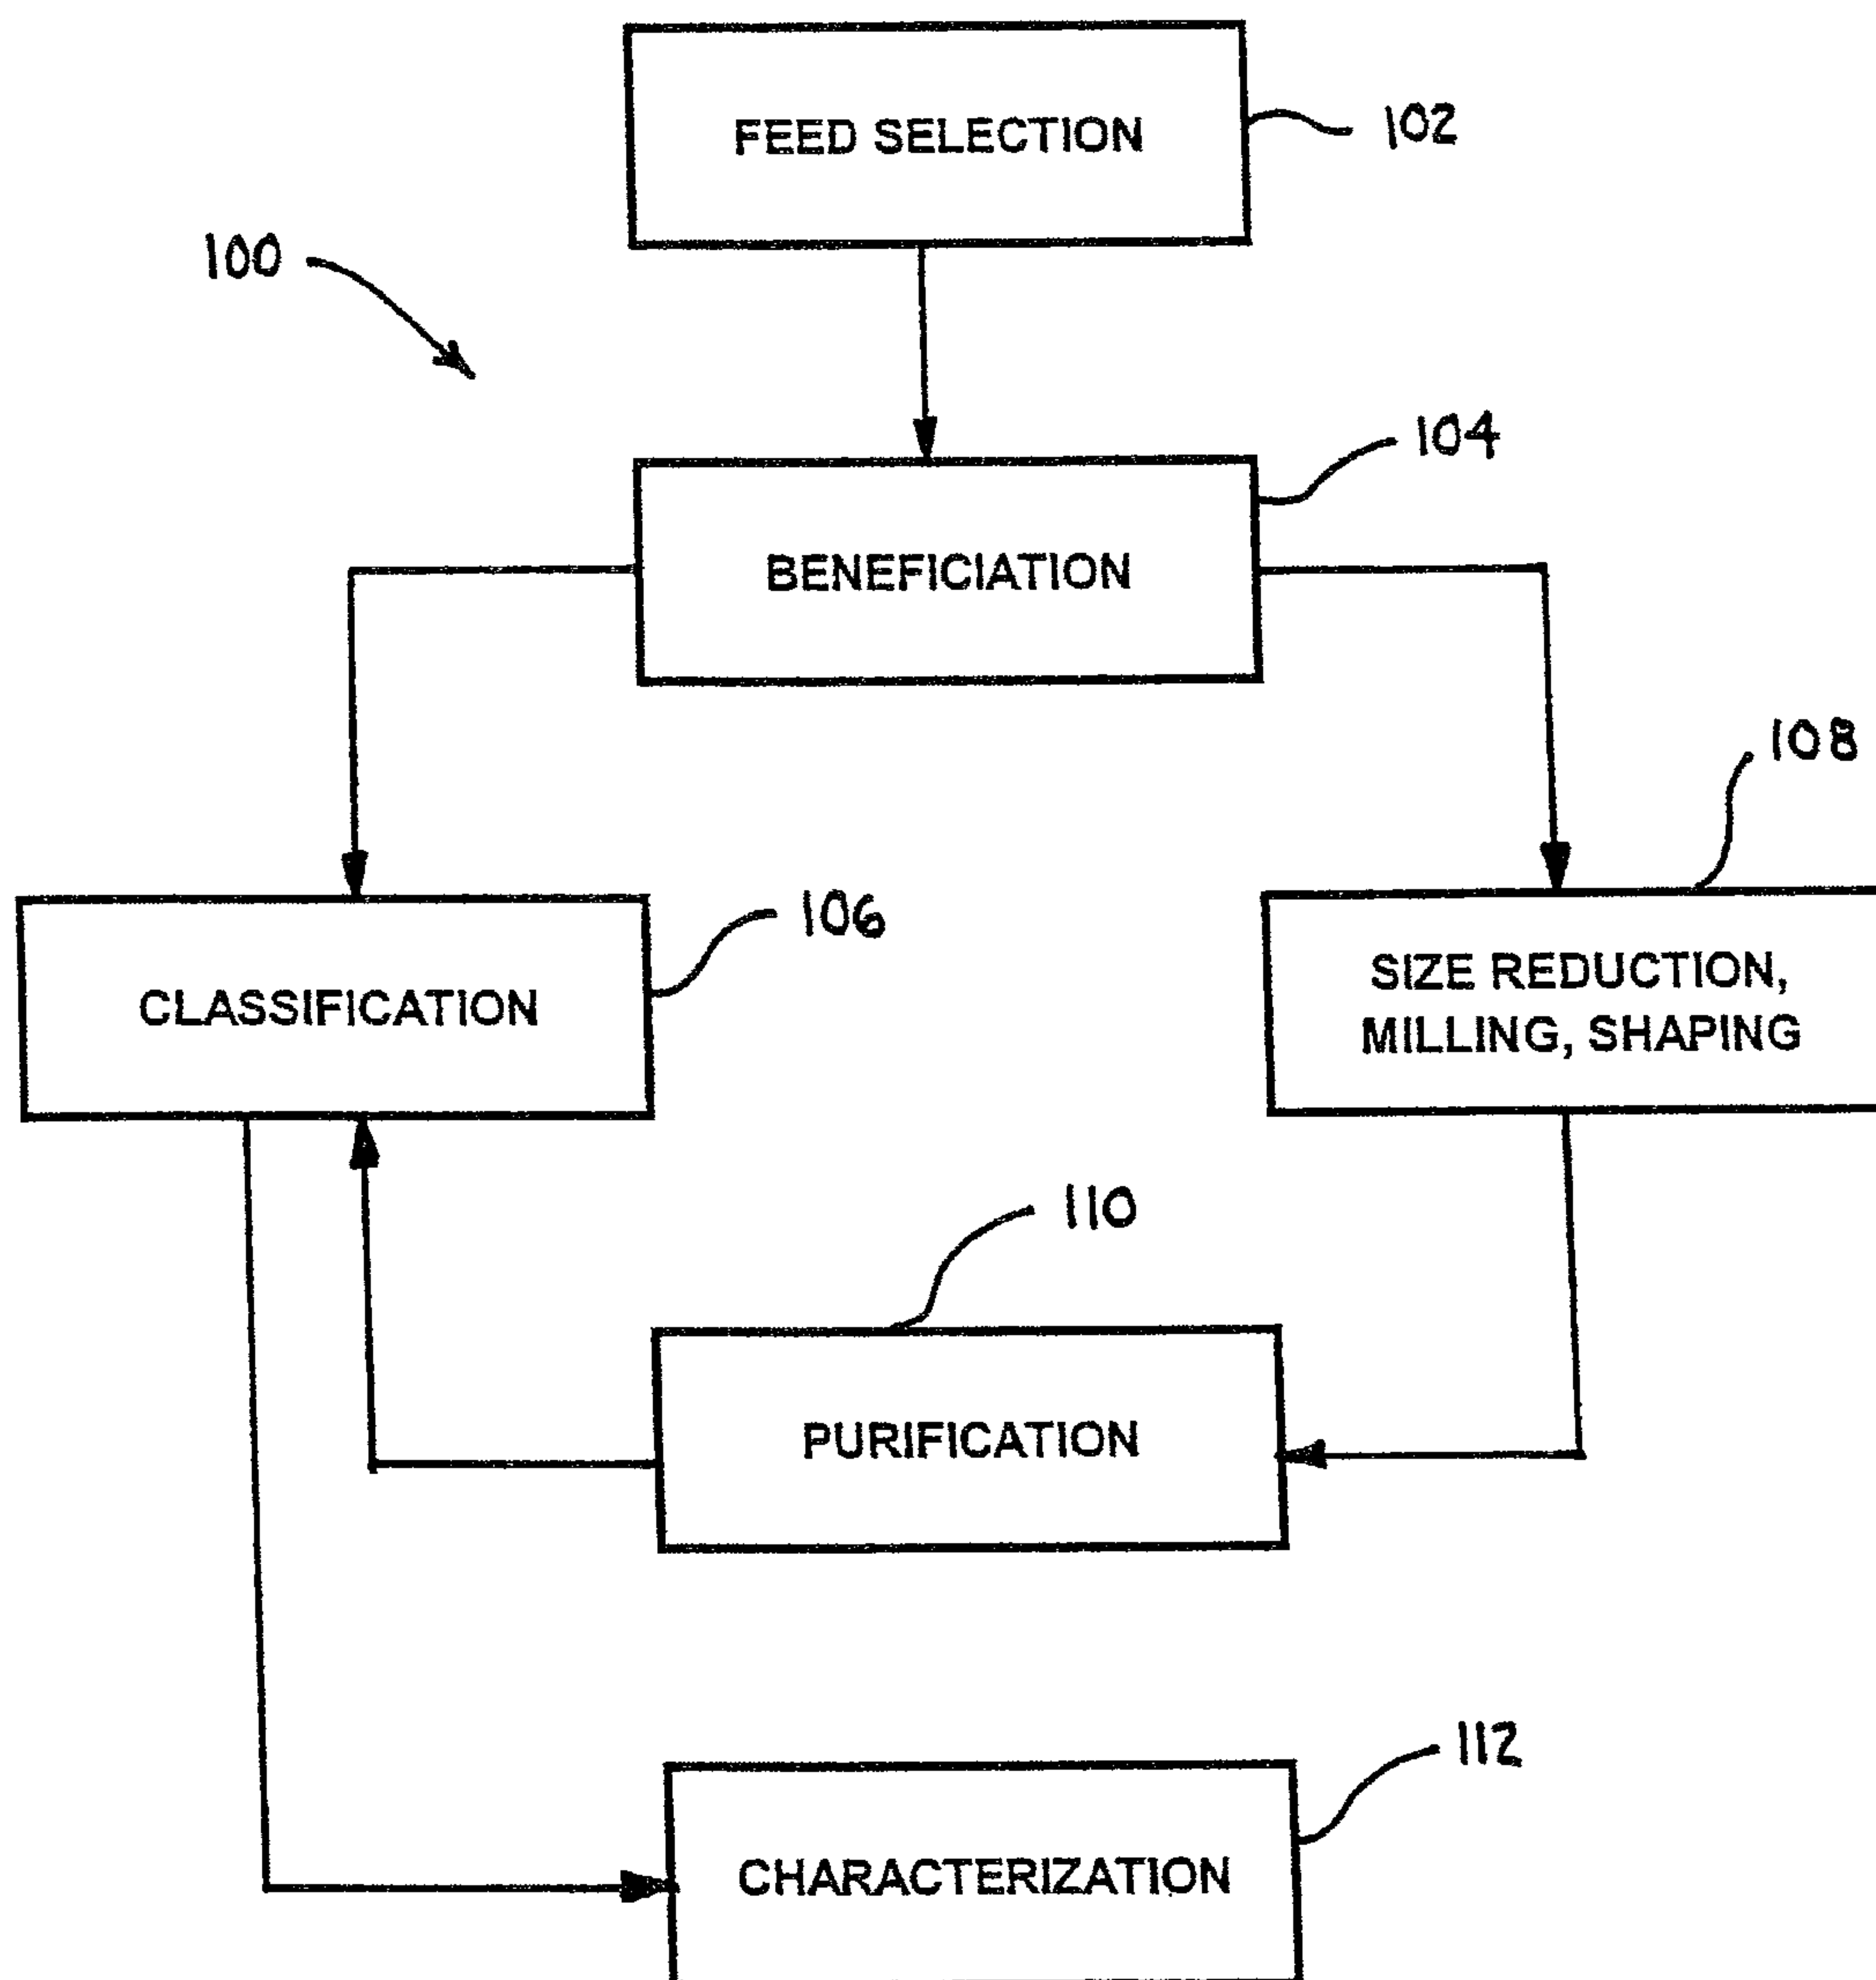 FEED SELECTION
102
100
104
BENEFICIATION
108
106
CLASSIFICATION
SIZE REDUCTION,
MILLING, SHAPING
110
PURIFICATION
112
CHARACTERIZATION